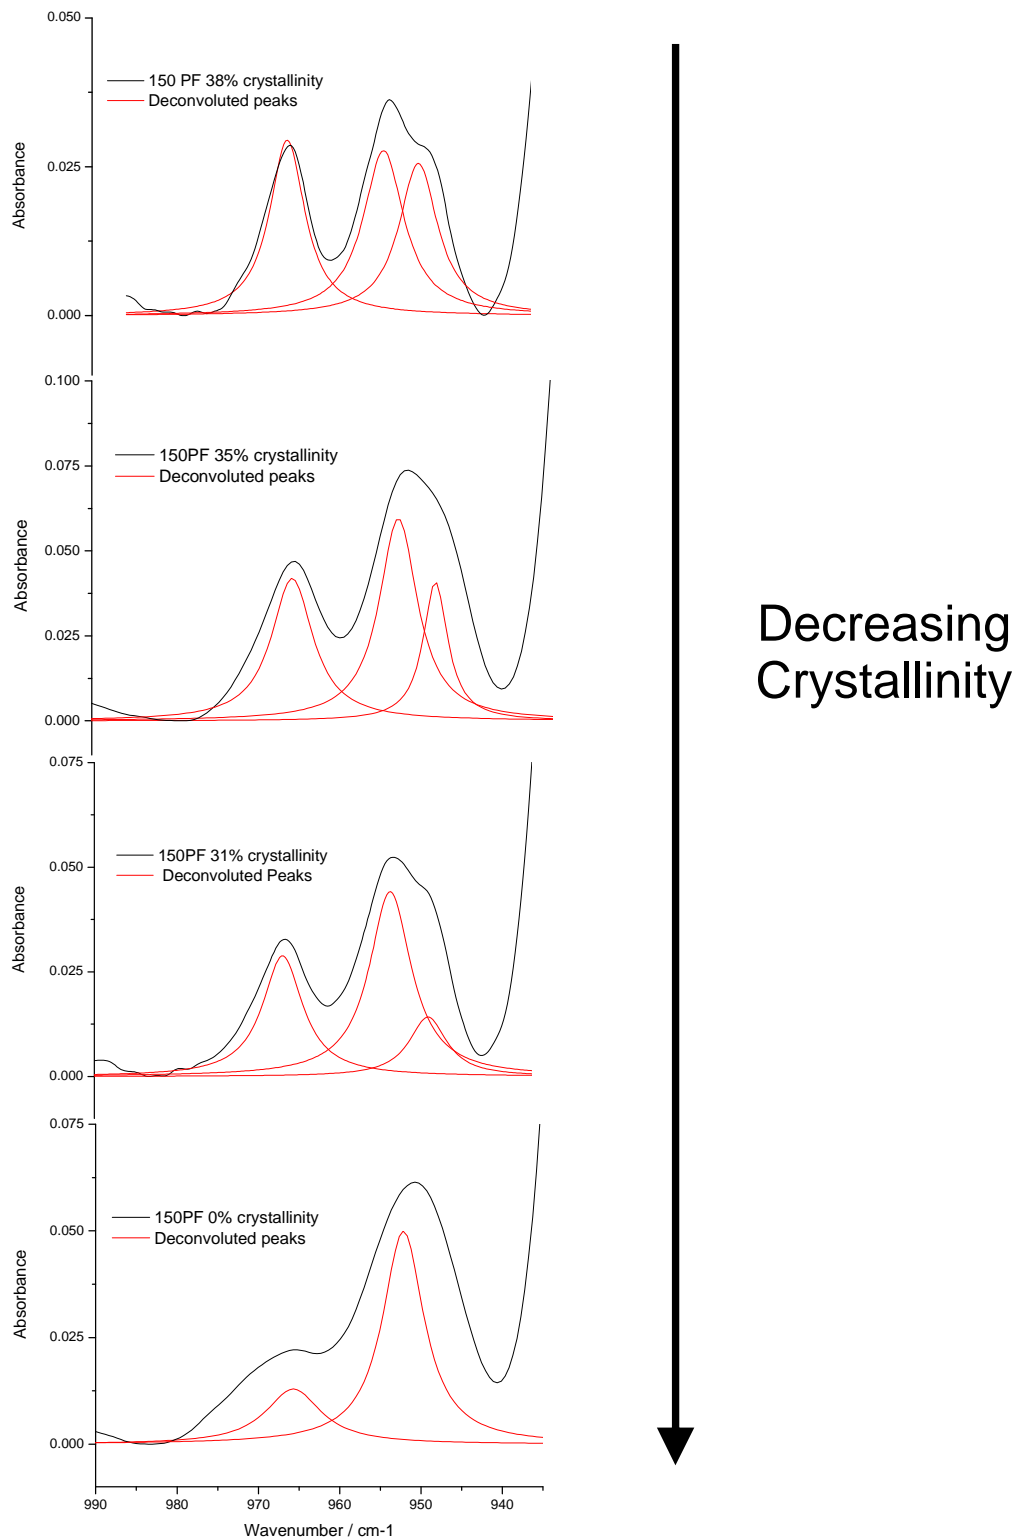 0.050
150 PF 38% crystallinity
Deconvoluted peaks
0.025
Absorbance
0.000
0.100
150PF 35% crystallinity
Deconvoluted peaks
0.075
0.050
Absorbance
0.025
0.000
Decreasing
Crystallinity
0.075
150PF 31% crystallinity
Deconvoluted Peaks
0.050
Absorbance
0.025
0.000
0.075
150PF 0% crystallinity
Deconvoluted peaks
0.050
Absorbance
0.025
0.000
990 980 970 960 950 940
Wavenumber / cm-1